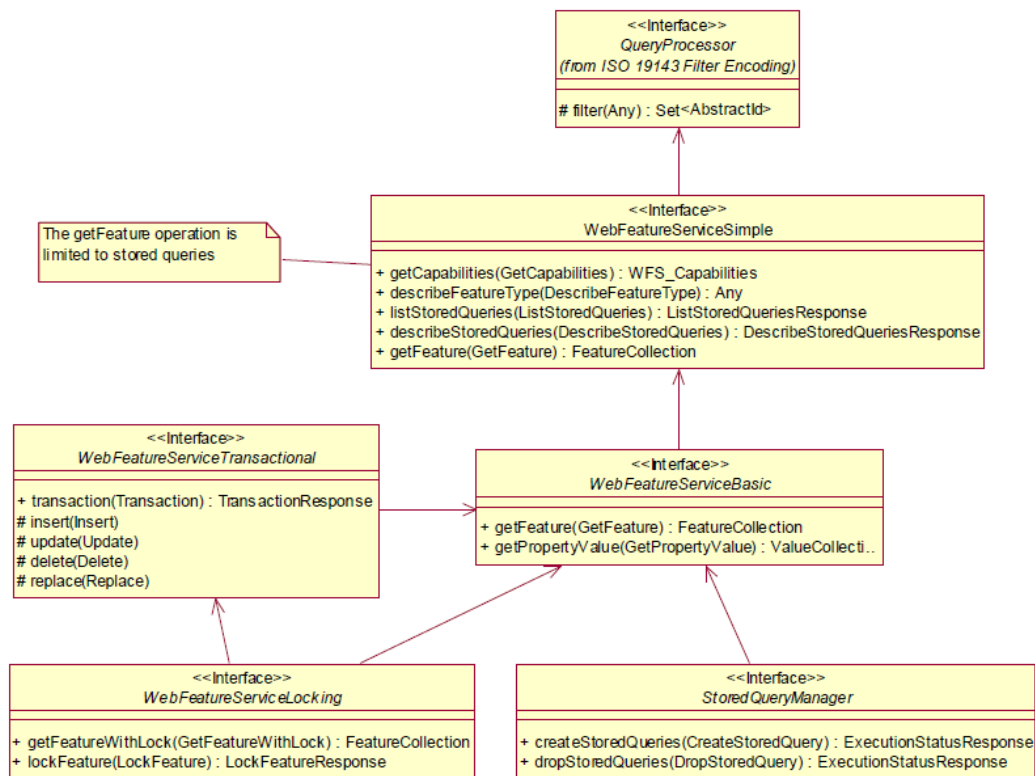 <<Interface>>
QueryProcessor
(from ISO 19143 Filter Encoding)
# filter(Any) : Set<AbstractId>
The getFeature operation is
limited to stored queries
<<Interface>>
WebFeatureServiceSimple
+ getCapabilities(GetCapabilities) : WFS_Capabilities
+ describeFeatureType(DescribeFeatureType) : Any
+ listStoredQueries(ListStoredQueries) : ListStoredQueriesResponse
+ describeStoredQueries(DescribeStoredQueries) : DescribeStoredQueriesResponse
+ getFeature(GetFeature) : FeatureCollection
<<Interface>>
WebFeatureServiceTransactional
+ transaction(Transaction) : TransactionResponse
# insert(Insert)
# update(Update)
# delete(Delete)
# replace(Replace)
<<Interface>>
WebFeatureServiceBasic
+ getFeature(GetFeature) : FeatureCollection
+ getPropertyValue(GetPropertyValue) : ValueCollecti..
<<Interface>>
WebFeatureServiceLocking
+ getFeatureWithLock(GetFeatureWithLock) : FeatureCollection
+ lockFeature(LockFeature) : LockFeatureResponse
<<Interface>>
StoredQueryManager
+ createStoredQueries(CreateStoredQuery) : ExecutionStatusResponse
+ dropStoredQueries(DropStoredQuery) : ExecutionStatusResponse